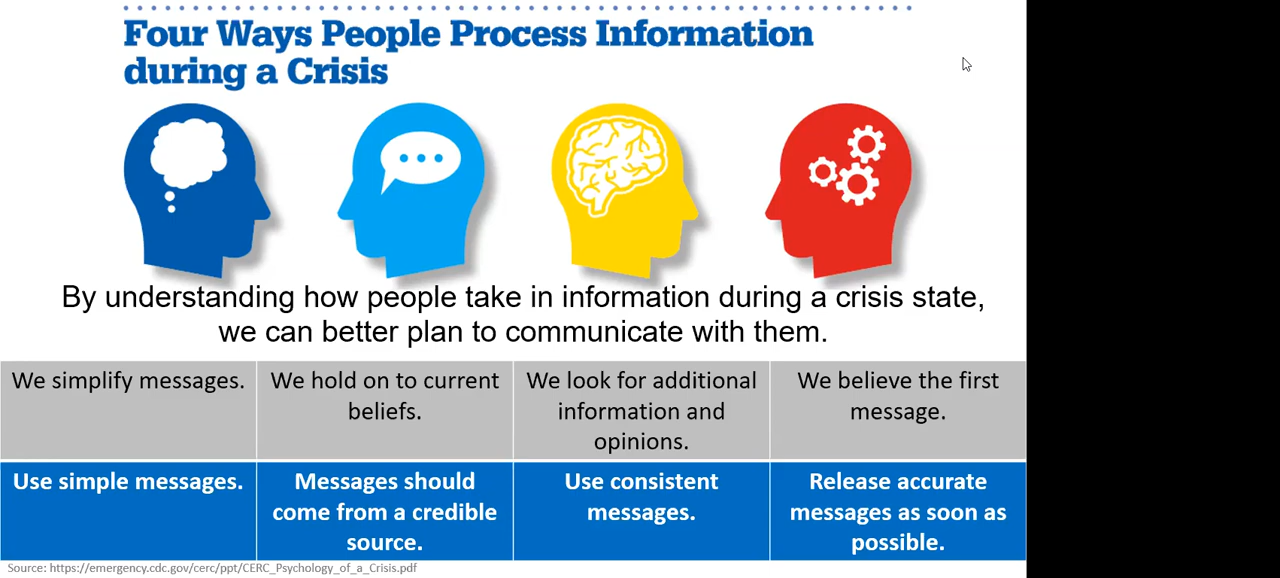 Four Ways People Process Information
during a Crisis
By understanding how people take in information during a crisis state,
we can better plan to communicate with them.
We simplify messages.
We hold on to current
beliefs.
We look for additional
information and
opinions.
We believe the first
message.
Use simple messages.
Messages should
come from a credible
source.
Use consistent
messages.
Release accurate
messages as soon as
possible.
Source: https://emergency.cdc.gov/cerc/ppt/CERC_Psychology_of_a_Crisis.pdf